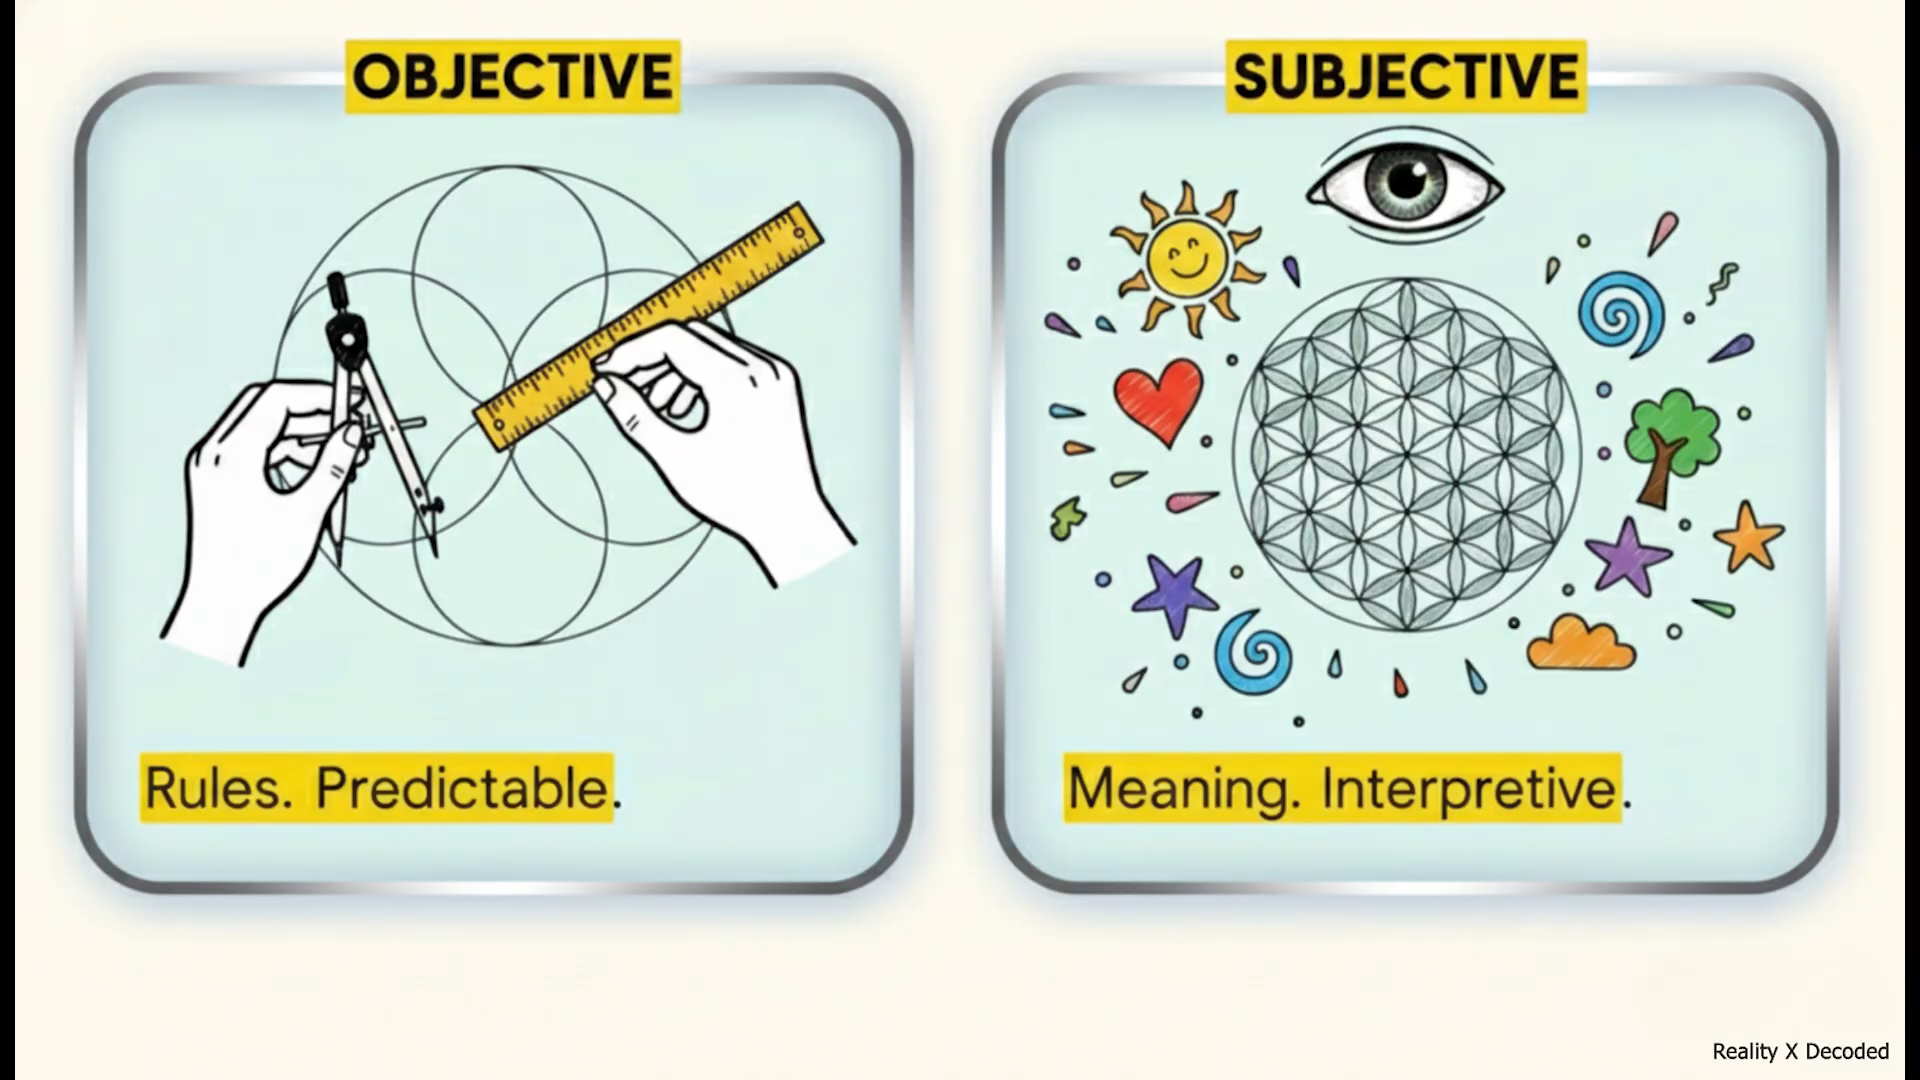 OBJECTIVE
Rules. Predictable.
SUBJECTIVE
Meaning. Interpretive.
Reality X Decoded